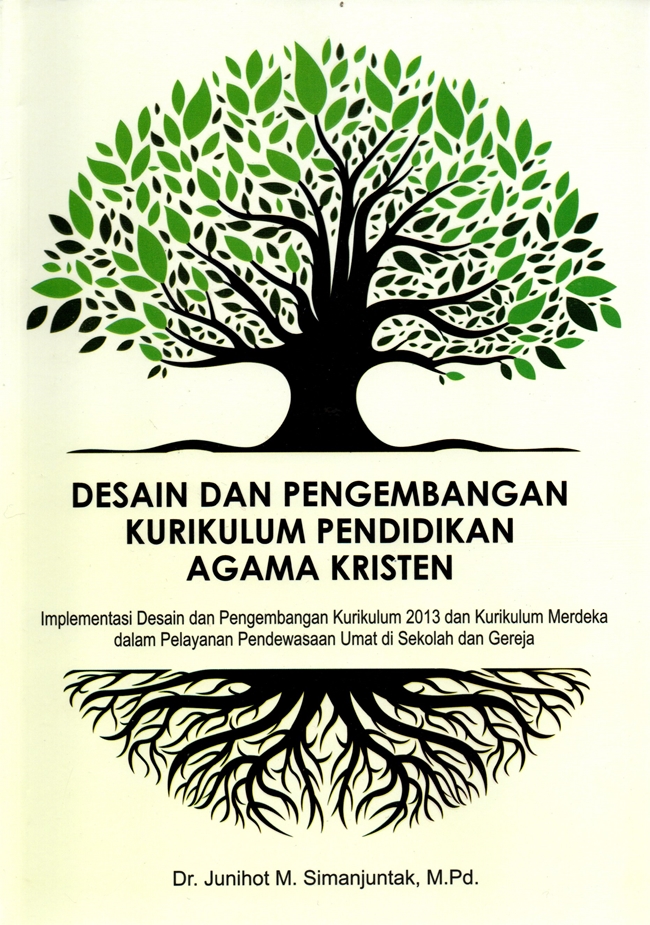 DESAIN DAN PENGEMBANGAN
KURIKULUM PENDIDIKAN
AGAMA KRISTEN
Implementasi Desain dan Pengembangan Kurikulum 2013 dan Kurikulum Merdeka
dalam Pelayanan Pendewasaan Umat di Sekolah dan Gereja
Dr. Junihot M. Simanjuntak, M.Pd.